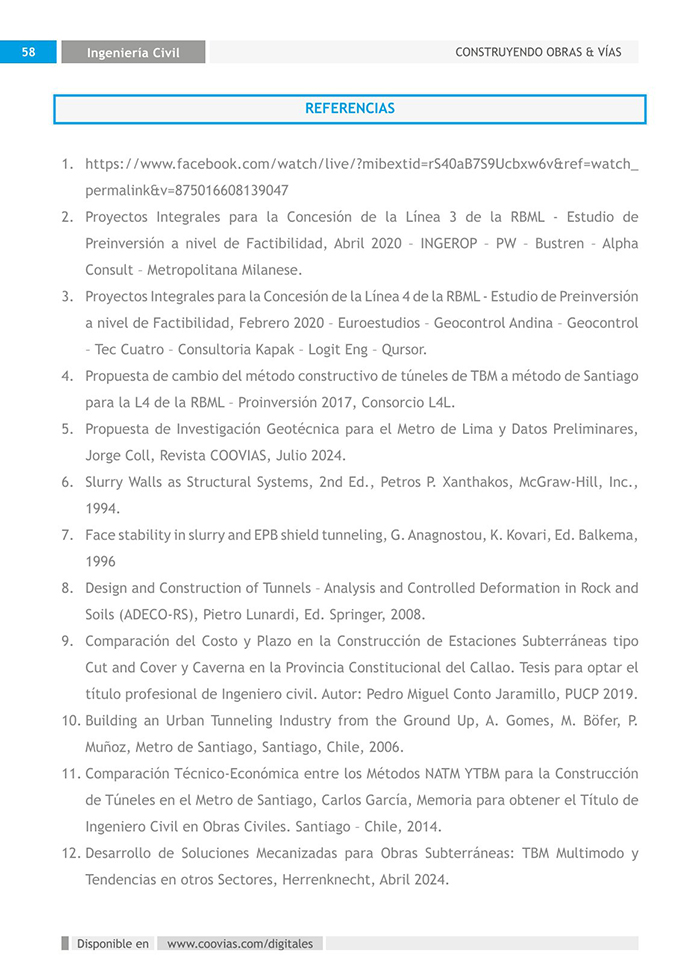 58
Ingeniería Civil
CONSTRUYENDO OBRAS & VÍAS
REFERENCIAS
1. https://www.facebook.com/watch/live/?mibextid=rS40aB7S9Ucbxw6v&ref=watch_
permalink&v=875016608139047
2. Proyectos Integrales para la Concesión de la Línea 3 de la RBML - Estudio de
Preinversión a nivel de Factibilidad, Abril 2020 – INGEROP – PW – Bustren – Alpha
Consult – Metropolitana Milanese.
3. Proyectos Integrales para la Concesión de la Línea 4 de la RBML - Estudio de Preinversión
a nivel de Factibilidad, Febrero 2020 – Euroestudios – Geocontrol Andina – Geocontrol
– Tec Cuatro – Consultoria Kapak – Logit Eng – Qursor.
4. Propuesta de cambio del método constructivo de túneles de TBM a método de Santiago
para la L4 de la RBML – Proinversión 2017, Consorcio L4L.
5. Propuesta de Investigación Geotécnica para el Metro de Lima y Datos Preliminares,
Jorge Coll, Revista COOVIAS, Julio 2024.
6. Slurry Walls as Structural Systems, 2nd Ed., Petros P. Xanthakos, McGraw-Hill, Inc.,
1994.
7. Face stability in slurry and EPB shield tunneling, G. Anagnostou, K. Kovari, Ed. Balkema,
1996
8. Design and Construction of Tunnels – Analysis and Controlled Deformation in Rock and
Soils (ADECO-RS), Pietro Lunardi, Ed. Springer, 2008.
9. Comparación del Costo y Plazo en la Construcción de Estaciones Subterráneas tipo
Cut and Cover y Caverna en la Provincia Constitucional del Callao. Tesis para optar el
título profesional de Ingeniero civil. Autor: Pedro Miguel Conto Jaramillo, PUCP 2019.
10. Building an Urban Tunneling Industry from the Ground Up, A. Gomes, M. Böfer, P.
Muñoz, Metro de Santiago, Santiago, Chile, 2006.
11. Comparación Técnico-Económica entre los Métodos NATM YTBM para la Construcción
de Túneles en el Metro de Santiago, Carlos García, Memoria para obtener el Título de
Ingeniero Civil en Obras Civiles. Santiago – Chile, 2014.
12. Desarrollo de Soluciones Mecanizadas para Obras Subterráneas: TBM Multimodo y
Tendencias en otros Sectores, Herrenknecht, Abril 2024.
Disponible en www.coovias.com/digitales